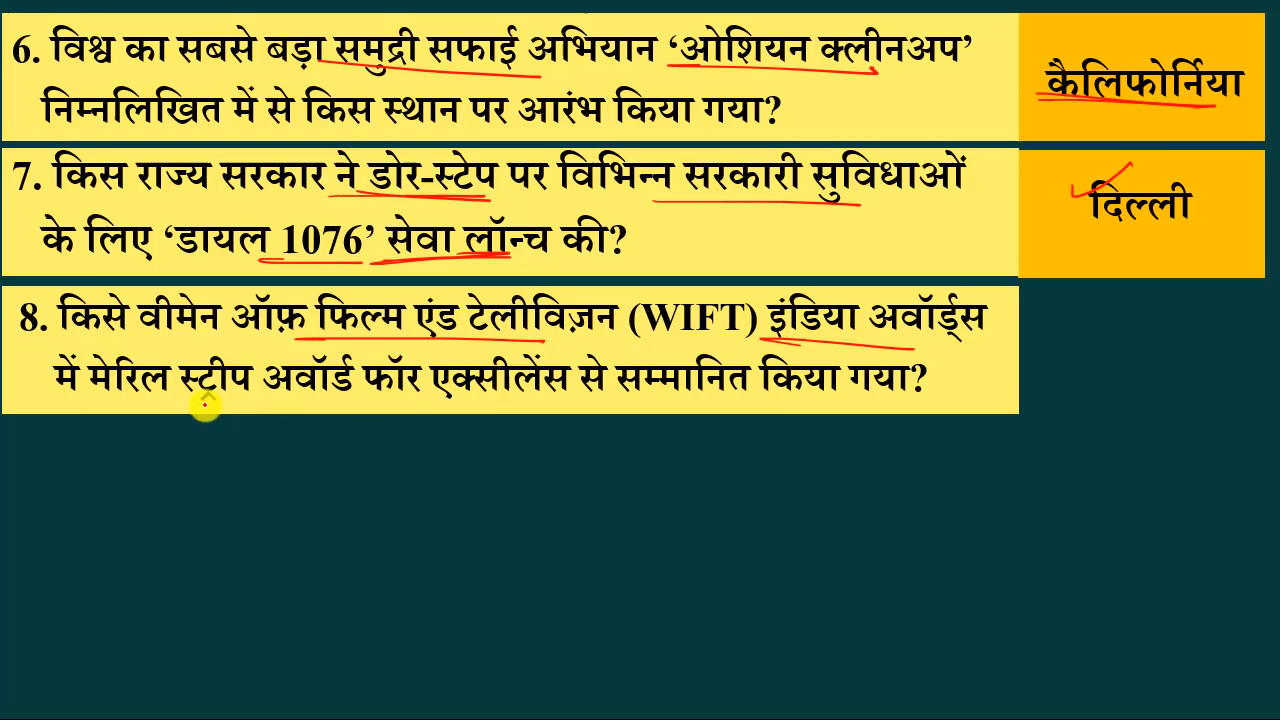 6. विश्व का सबसे बड़ा समुद्री सफाई अभियान ‘ओशियन क्लीनअप’
निम्नलिखित में से किस स्थान पर आरंभ किया गया?
कैलिफोर्निया
7. किस राज्य सरकार ने डोर-स्टेप पर विभिन्न सरकारी सुविधाओं
के लिए ‘डायल 1076’ सेवा लॉन्च की?
दिल्ली
8. किसे वीमेन ऑफ़ फिल्म एंड टेलीविज़न (WIFT) इंडिया अवॉर्ड्स
में मेरिल स्ट्रीप अवॉर्ड फॉर एक्सीलेंस से सम्मानित किया गया?